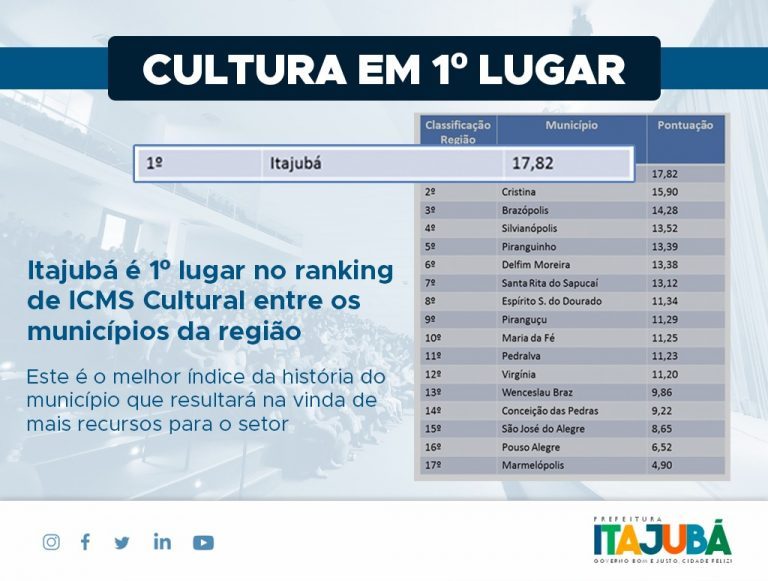 CULTURA EM 1º LUGAR
Classificação Região Município Pontuação
1º Itajubá 17,82
17,82
2º Cristina 15,90
3º Brazópolis 14,28
4º Silvianópolis 13,52
5º Piranguinho 13,39
6º Delfim Moreira 13,38
7º Santa Rita do Sapucaí 13,12
8º Espírito S. do Dourado 11,34
9º Piranguçu 11,29
10º Maria da Fé 11,25
11º Pedralva 11,23
12º Virgínia 11,20
13º Wenceslau Braz 9,86
14º Conceição das Pedras 9,22
15º São José do Alegre 8,65
16º Pouso Alegre 6,52
17º Marmelópolis 4,90
Itajubá é 1º lugar no ranking
de ICMS Cultural entre os
municípios da região
Este é o melhor índice da história do
município que resultará na vinda de
mais recursos para o setor
PREFEITURA
ITAJUBÁ
GOVERNO BOM E JUSTO, CIDADE FELIZ!